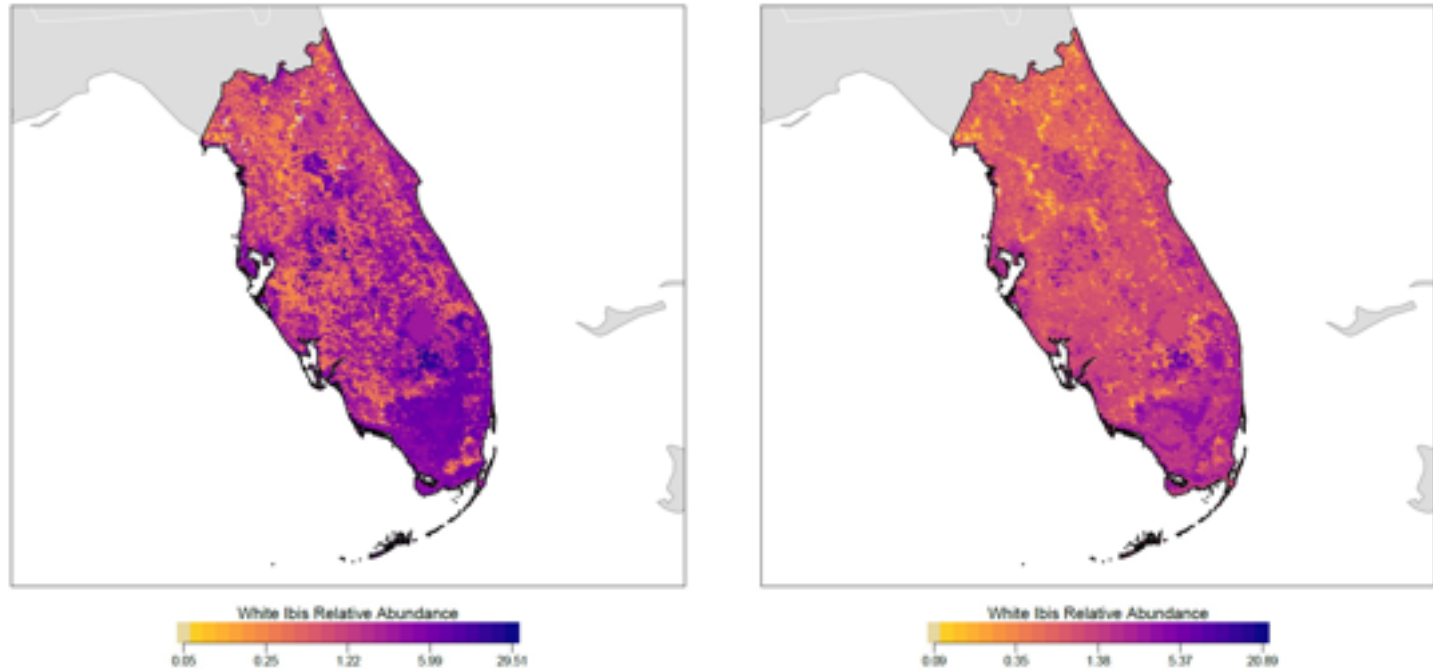 White Ibis Relative Abundance
0.05 0.25 1.22 5.99 29.51
White Ibis Relative Abundance
0.09 0.35 1.38 5.37 20.89